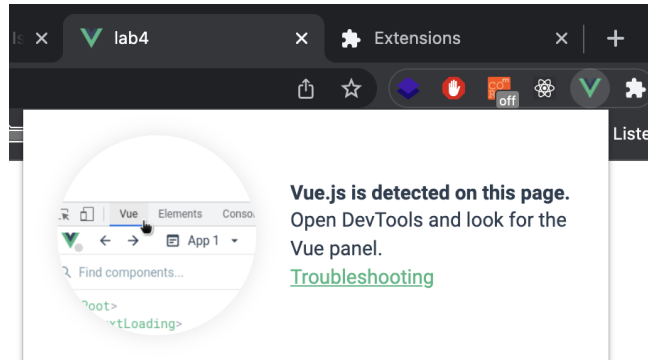 lab4
Extensions
off
Liste
Vue.js is detected on this page.
Open DevTools and look for the
Vue panel.
Troubleshooting
Vue Elements Conso
App 1
Find components...
Root>
xtLoading>